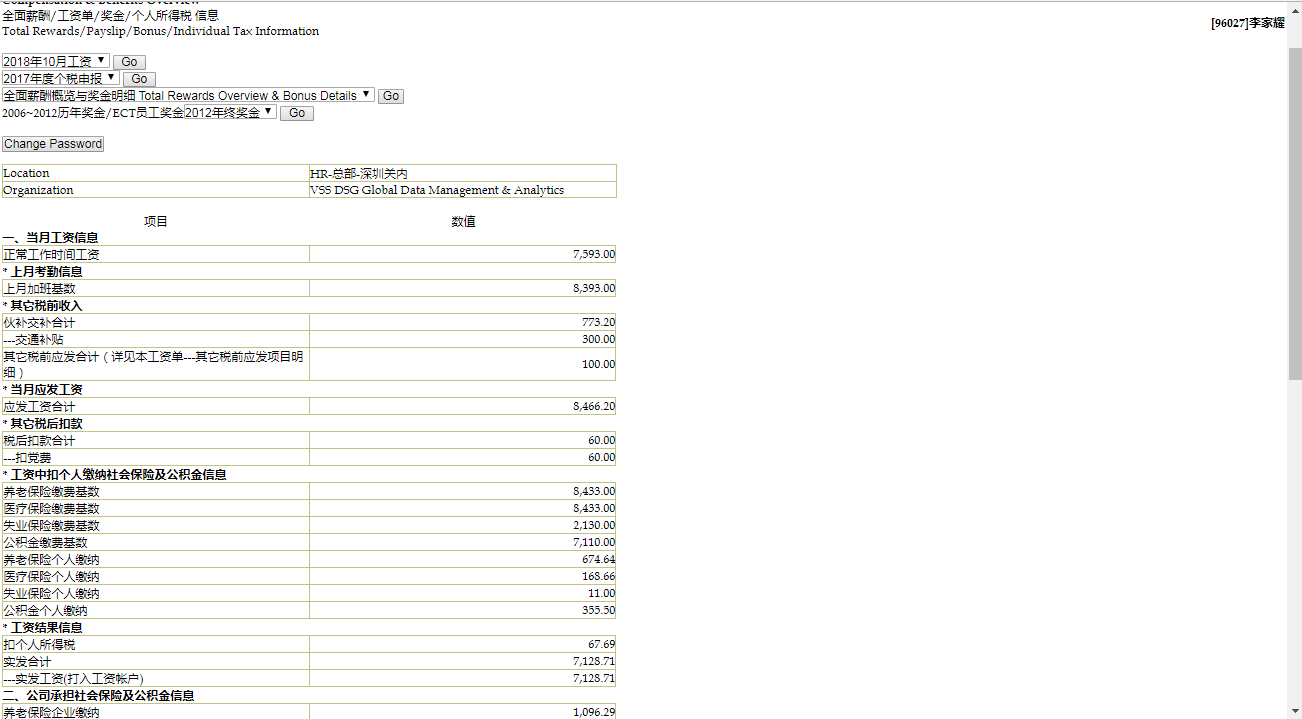 Compensation & Benefits Overview
全面薪酬/工资单/奖金/个人所得税 信息
Total Rewards/Payslip/Bonus/Individual Tax Information
[96027]李家耀
2018年10月工资 Go
2017年度个税申报 Go
全面薪酬概览与奖金明细 Total Rewards Overview & Bonus Details Go
2006~2012历年奖金/ECT员工奖金 2012年终奖金 Go
Change Password
Location HR-总部-深圳关内
Organization VSS DSG Global Data Management & Analytics
项目 数值
一、当月工资信息
正常工作时间工资 7,593.00
* 上月考勤信息
上月加班基数 8,393.00
* 其它税前收入
伙补交补合计 773.20
---交通补贴 300.00
其它税前应发合计（详见本工资单---其它税前应发项目明
细） 100.00
* 当月应发工资
应发工资合计 8,466.20
* 其它税后扣款
税后扣款合计 60.00
---扣党费 60.00
* 工资中扣个人缴纳社会保险及公积金信息
养老保险缴费基数 8,433.00
医疗保险缴费基数 8,433.00
失业保险缴费基数 2,130.00
公积金缴费基数 7,110.00
养老保险个人缴纳 674.64
医疗保险个人缴纳 168.66
失业保险个人缴纳 11.00
公积金个人缴纳 355.50
* 工资结果信息
扣个人所得税 67.69
实发合计 7,128.71
---实发工资(打入工资帐户) 7,128.71
二、公司承担社会保险及公积金信息
养老保险企业缴纳 1,096.29